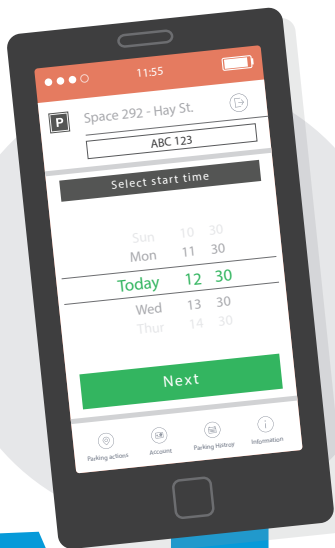 11:55
P
Space 292 - Hay St.
ABC 123
Select start time
Sun 10 30
Mon 11 30
Today 12 30
Wed 13 30
Thur 14 30
Next
Parking actions Account Parking History Information